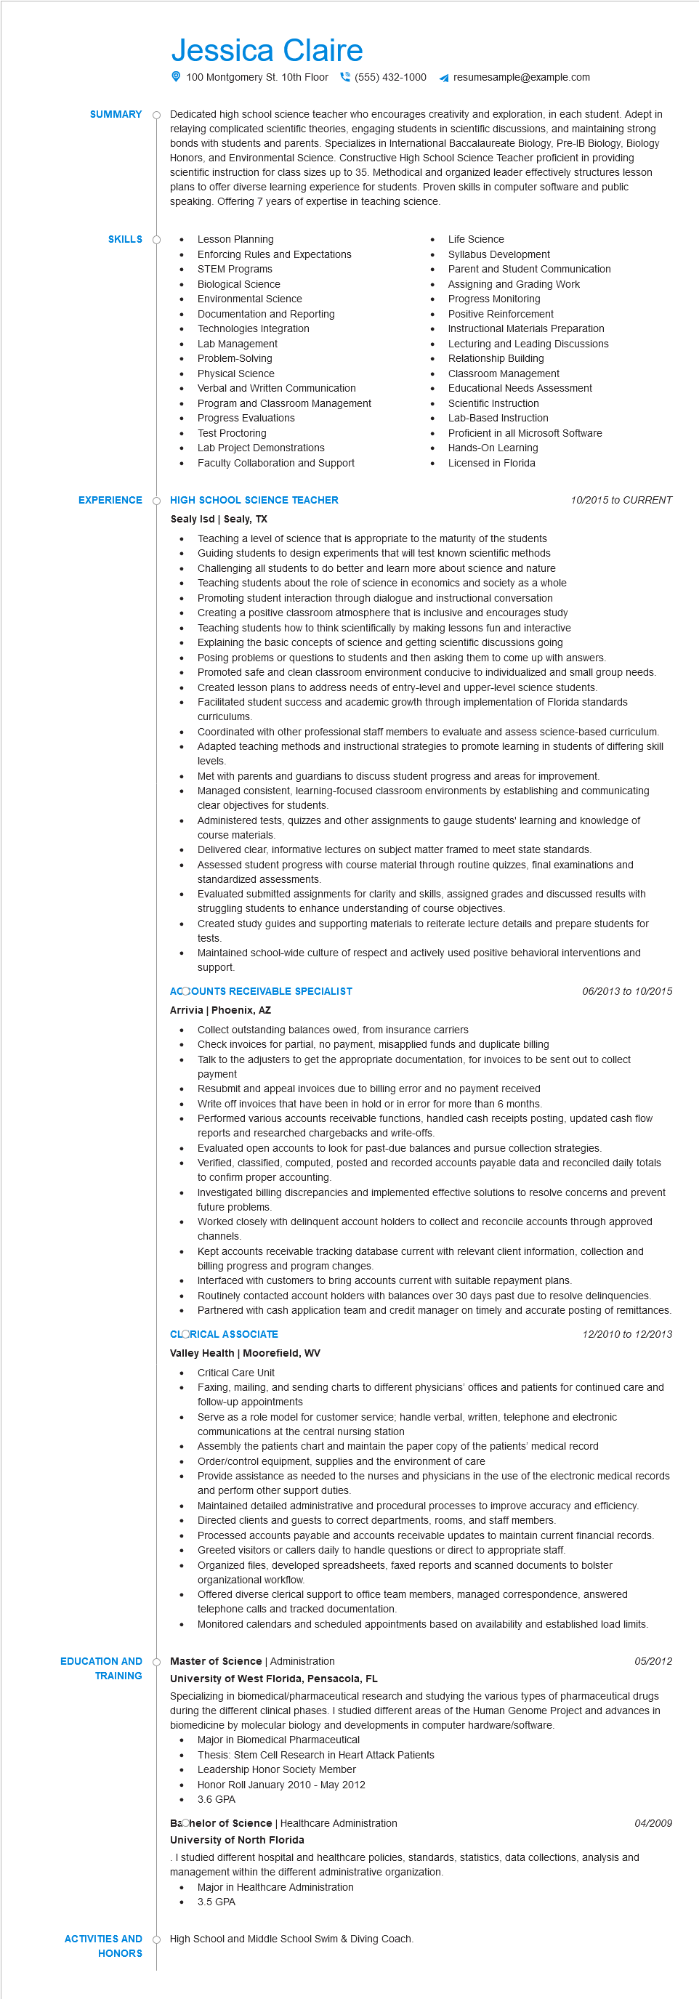 Jessica Claire
100 Montgomery St. 10th Floor (555) 432-1000 resumesample@example.com
SUMMARY
Dedicated high school science teacher who encourages creativity and exploration, in each student. Adept in
relaying complicated scientific theories, engaging students in scientific discussions, and maintaining strong
bonds with students and parents. Specializes in International Baccalaureate Biology, Pre-IB Biology, Biology
Honors, and Environmental Science. Constructive High School Science Teacher proficient in providing
scientific instruction for class sizes up to 35. Methodical and organized leader effectively structures lesson
plans to offer diverse learning experience for students. Proven skills in computer software and public
speaking. Offering 7 years of expertise in teaching science.
SKILLS
Lesson Planning
Enforcing Rules and Expectations
STEM Programs
Biological Science
Environmental Science
Documentation and Reporting
Technologies Integration
Lab Management
Problem-Solving
Physical Science
Verbal and Written Communication
Program and Classroom Management
Progress Evaluations
Test Proctoring
Lab Project Demonstrations
Faculty Collaboration and Support
Life Science
Syllabus Development
Parent and Student Communication
Assigning and Grading Work
Progress Monitoring
Positive Reinforcement
Instructional Materials Preparation
Lecturing and Leading Discussions
Relationship Building
Classroom Management
Educational Needs Assessment
Scientific Instruction
Lab-Based Instruction
Proficient in all Microsoft Software
Hands-On Learning
Licensed in Florida
EXPERIENCE
HIGH SCHOOL SCIENCE TEACHER 10/2015 to CURRENT
Sealy Isd | Sealy, TX
Teaching a level of science that is appropriate to the maturity of the students
Guiding students to design experiments that will test known scientific methods
Challenging all students to do better and learn more about science and nature
Teaching students about the role of science in economics and society as a whole
Promoting student interaction through dialogue and instructional conversation
Creating a positive classroom atmosphere that is inclusive and encourages study
Teaching students how to think scientifically by making lessons fun and interactive
Explaining the basic concepts of science and getting scientific discussions going
Posing problems or questions to students and then asking them to come up with answers.
Promoted safe and clean classroom environment conducive to individualized and small group needs.
Created lesson plans to address needs of entry-level and upper-level science students.
Facilitated student success and academic growth through implementation of Florida standards
curriculums.
Coordinated with other professional staff members to evaluate and assess science-based curriculum.
Adapted teaching methods and instructional strategies to promote learning in students of differing skill
levels.
Met with parents and guardians to discuss student progress and areas for improvement.
Managed consistent, learning-focused classroom environments by establishing and communicating
clear objectives for students.
Administered tests, quizzes and other assignments to gauge students' learning and knowledge of
course materials.
Delivered clear, informative lectures on subject matter framed to meet state standards.
Assessed student progress with course material through routine quizzes, final examinations and
standardized assessments.
Evaluated submitted assignments for clarity and skills, assigned grades and discussed results with
struggling students to enhance understanding of course objectives.
Created study guides and supporting materials to reiterate lecture details and prepare students for
tests.
Maintained school-wide culture of respect and actively used positive behavioral interventions and
support.
ACCOUNTS RECEIVABLE SPECIALIST 06/2013 to 10/2015
Arrivia | Phoenix, AZ
Collect outstanding balances owed, from insurance carriers
Check invoices for partial, no payment, misapplied funds and duplicate billing
Talk to the adjusters to get the appropriate documentation, for invoices to be sent out to collect
payment
Resubmit and appeal invoices due to billing error and no payment received
Write off invoices that have been in hold or in error for more than 6 months.
Performed various accounts receivable functions, handled cash receipts posting, updated cash flow
reports and researched chargebacks and write-offs.
Evaluated open accounts to look for past-due balances and pursue collection strategies.
Verified, classified, computed, posted and recorded accounts payable data and reconciled daily totals
to confirm proper accounting.
Investigated billing discrepancies and implemented effective solutions to resolve concerns and prevent
future problems.
Worked closely with delinquent account holders to collect and reconcile accounts through approved
channels.
Kept accounts receivable tracking database current with relevant client information, collection and
billing progress and program changes.
Interfaced with customers to bring accounts current with suitable repayment plans.
Routinely contacted account holders with balances over 30 days past due to resolve delinquencies.
Partnered with cash application team and credit manager on timely and accurate posting of remittances.
CLERICAL ASSOCIATE 12/2010 to 12/2013
Valley Health | Moorefield, WV
Critical Care Unit
Faxing, mailing, and sending charts to different physicians' offices and patients for continued care and
follow-up appointments
Serve as a role model for customer service; handle verbal, written, telephone and electronic
communications at the central nursing station
Assembly the patients chart and maintain the paper copy of the patients' medical record
Order/control equipment, supplies and the environment of care
Provide assistance as needed to the nurses and physicians in the use of the electronic medical records
and perform other support duties.
Maintained detailed administrative and procedural processes to improve accuracy and efficiency.
Directed clients and guests to correct departments, rooms, and staff members.
Processed accounts payable and accounts receivable updates to maintain current financial records.
Greeted visitors or callers daily to handle questions or direct to appropriate staff.
Organized files, developed spreadsheets, faxed reports and scanned documents to bolster
organizational workflow.
Offered diverse clerical support to office team members, managed correspondence, answered
telephone calls and tracked documentation.
Monitored calendars and scheduled appointments based on availability and established load limits.
EDUCATION AND
TRAINING
Master of Science | Administration 05/2012
University of West Florida, Pensacola, FL
Specializing in biomedical/pharmaceutical research and studying the various types of pharmaceutical drugs
during the different clinical phases. I studied different areas of the Human Genome Project and advances in
biomedicine by molecular biology and developments in computer hardware/software.
Major in Biomedical Pharmaceutical
Thesis: Stem Cell Research in Heart Attack Patients
Leadership Honor Society Member
Honor Roll January 2010 - May 2012
3.6 GPA
Bachelor of Science | Healthcare Administration 04/2009
University of North Florida
. I studied different hospital and healthcare policies, standards, statistics, data collections, analysis and
management within the different administrative organization.
Major in Healthcare Administration
3.5 GPA
ACTIVITIES AND
HONORS
High School and Middle School Swim & Diving Coach.